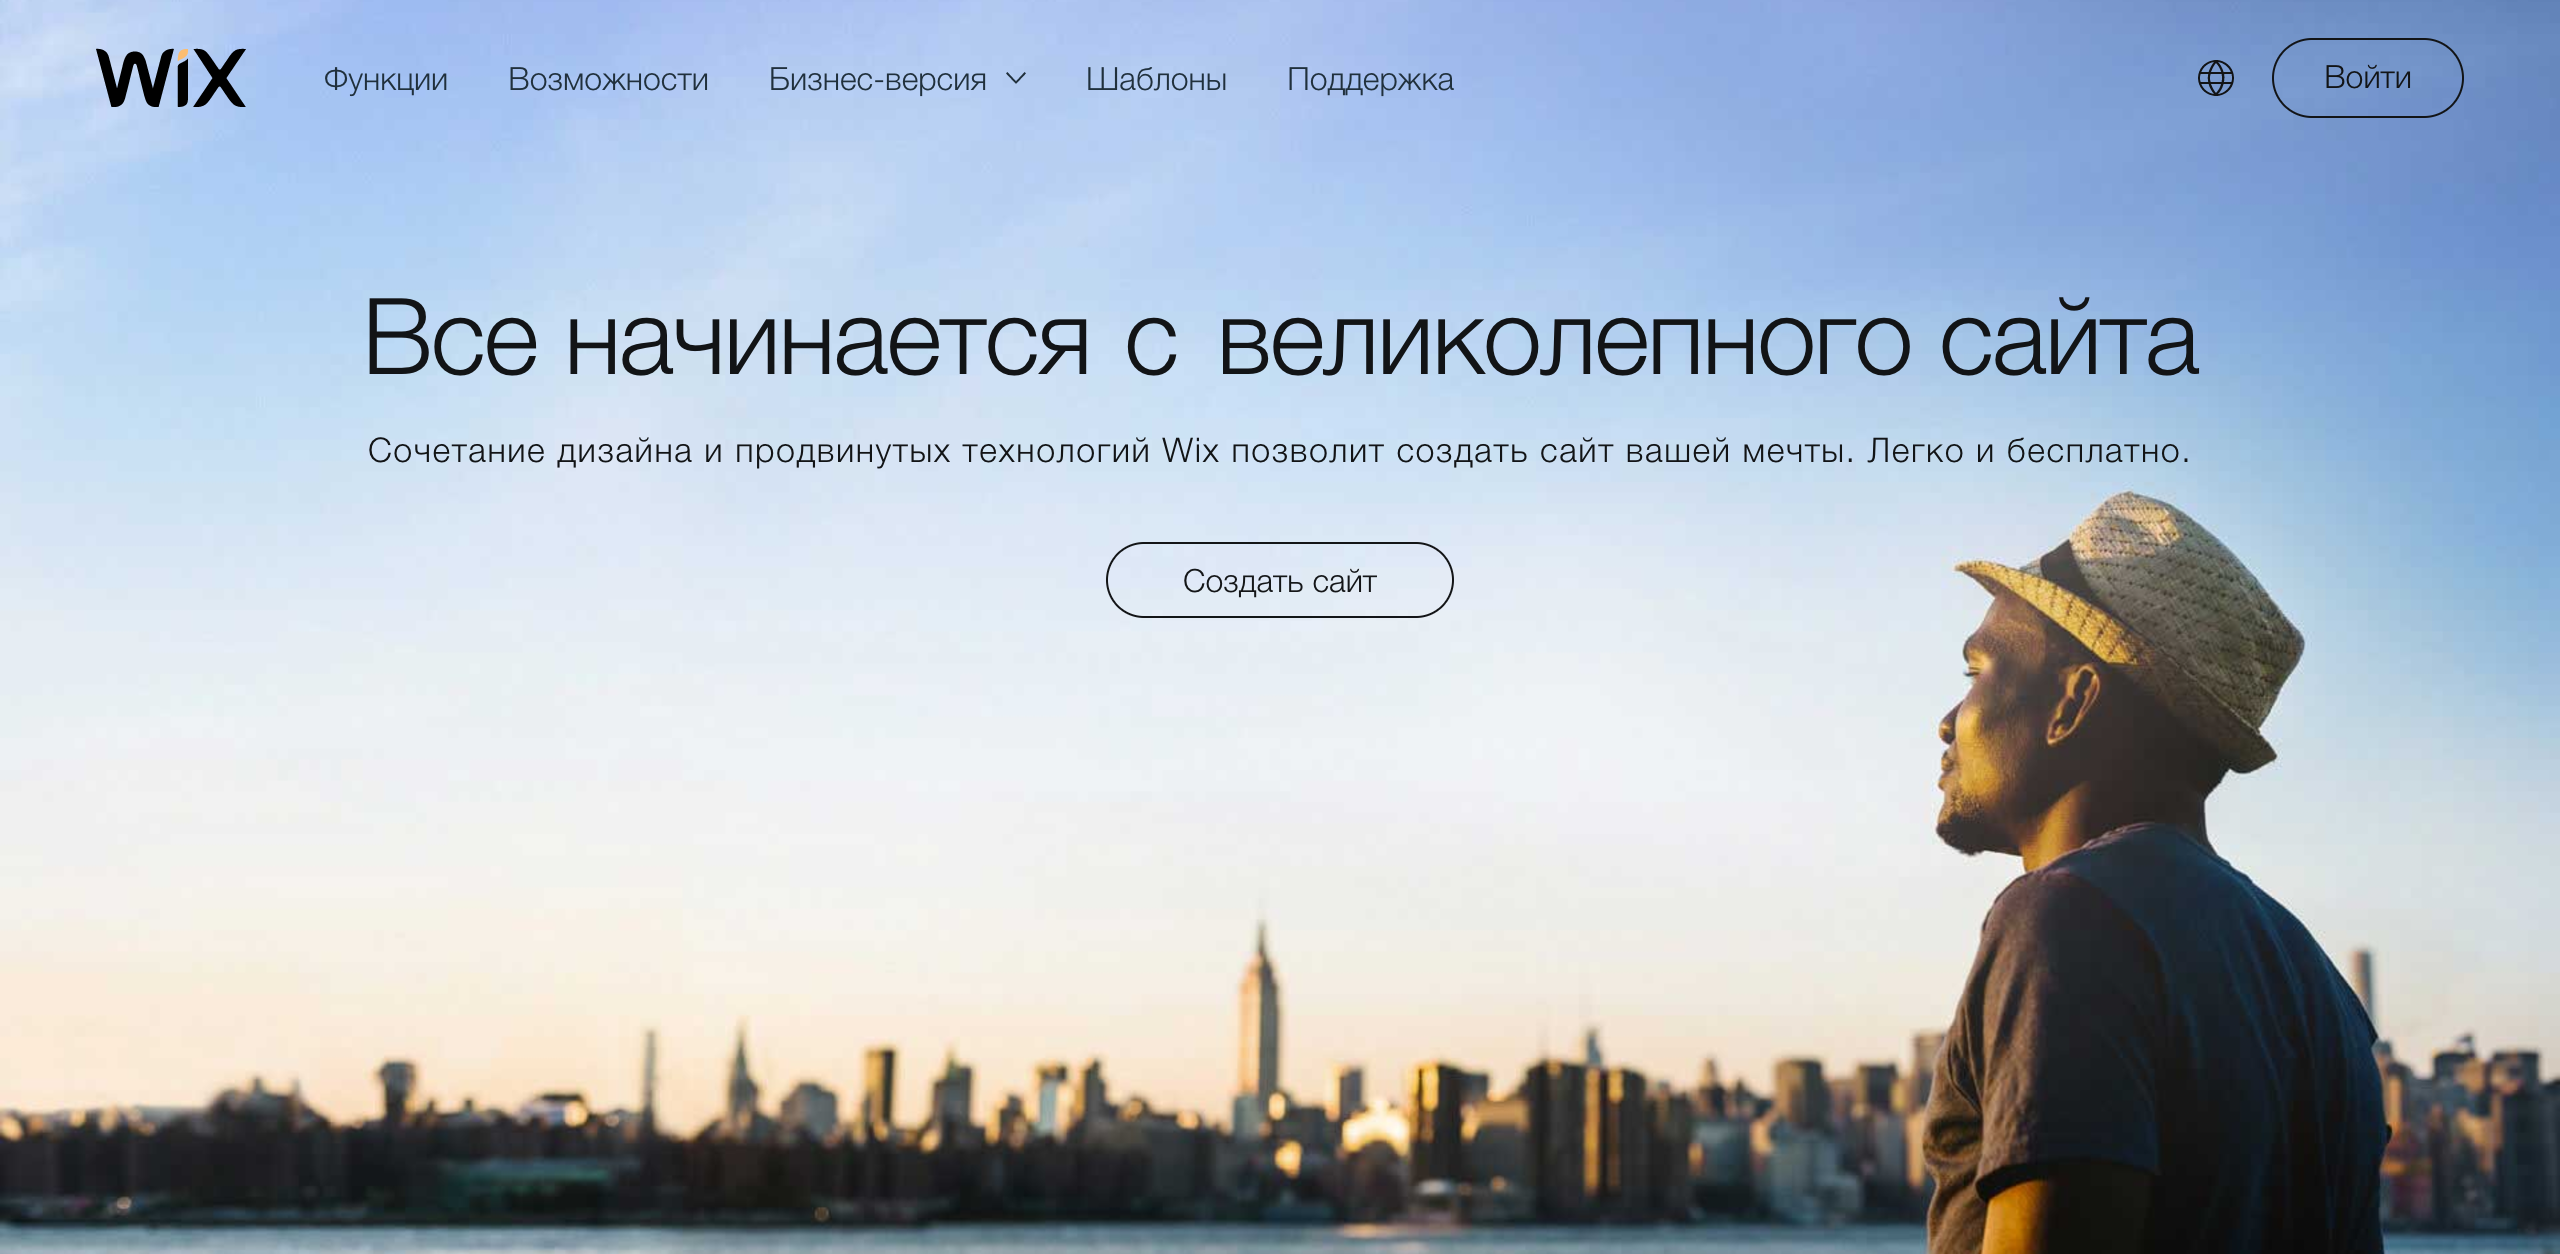 WiX Функции Возможности Бизнес-версия Шаблоны Поддержка Войти
Все начинается с великолепного сайта
Сочетание дизайна и продвинутых технологий Wix позволит создать сайт вашей мечты. Легко и бесплатно.
Создать сайт